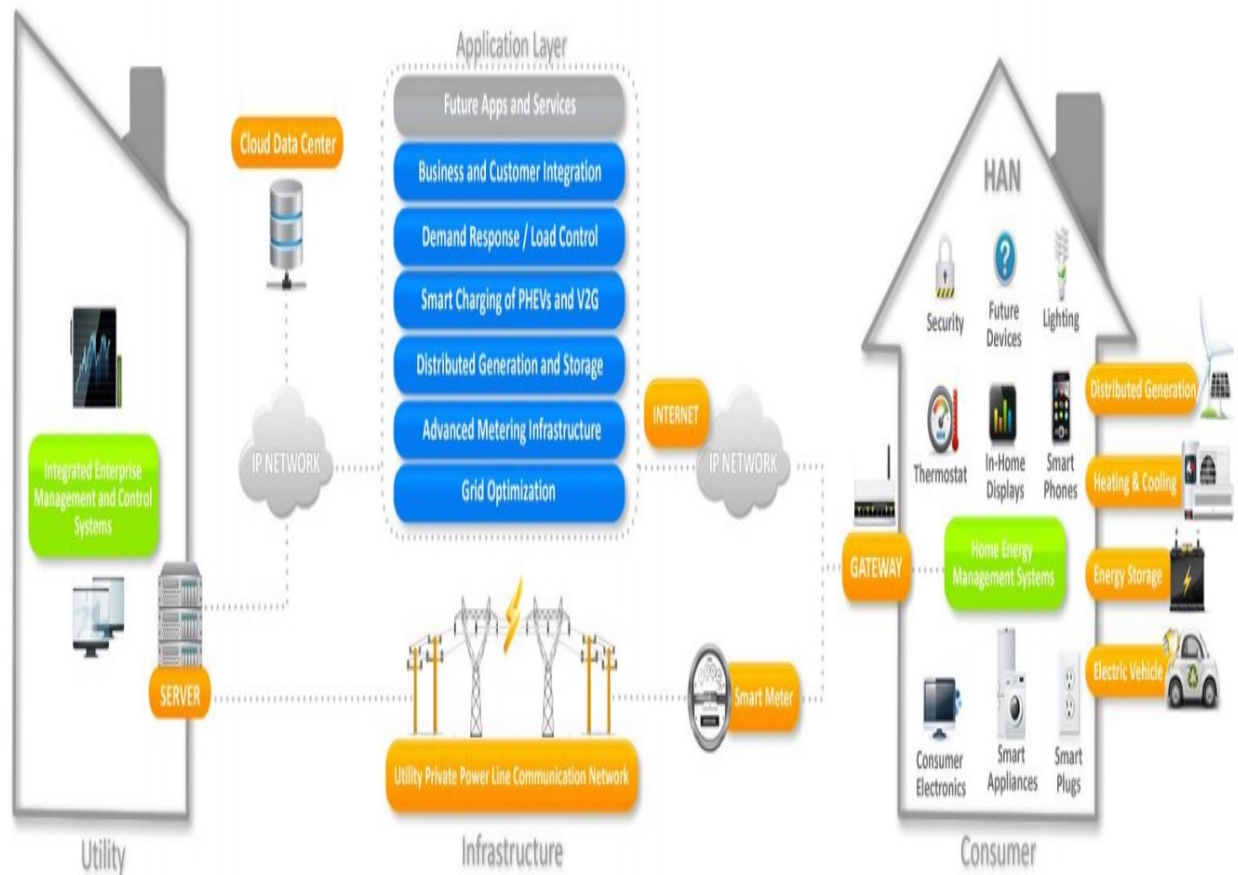 Application Layer
Future Apps and Services
Business and Customer Integration
Demand Response / Load Control
Smart Charging of PHEVs and V2G
Distributed Generation and Storage
Advanced Metering Infrastructure
Grid Optimization
Cloud Data Center
IP NETWORK
Integrated Enterprise
Management and Control
Systems
SERVER
Utility
Utility Private Power Line Communication Network
Infrastructure
INTERNET
IP NETWORK
Smart Meter
GATEWAY
HAN
Security
Future
Devices
Lighting
Thermostat
In-Home
Displays
Smart
Phones
Home Energy
Management Systems
Consumer
Electronics
Smart
Appliances
Smart
Plugs
Distributed Generation
Heating & Cooling
Energy Storage
Electric Vehicle
Consumer